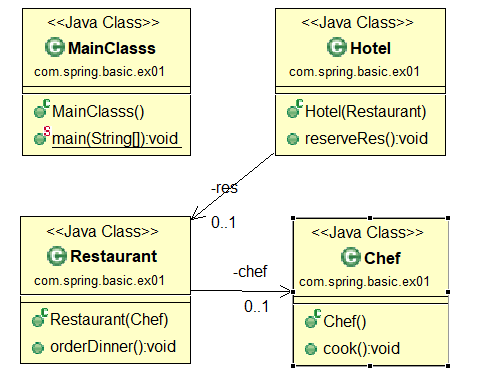 <<Java Class>>
MainClasss
com.spring.basic.ex01
MainClasss()
main(String[]):void
<<Java Class>>
Hotel
com.spring.basic.ex01
Hotel(Restaurant)
reserveRes():void
-res
0..1
<<Java Class>>
Restaurant
com.spring.basic.ex01
Restaurant(Chef)
orderDinner():void
-chef
0..1
<<Java Class>>
Chef
com.spring.basic.ex01
Chef()
cook():void